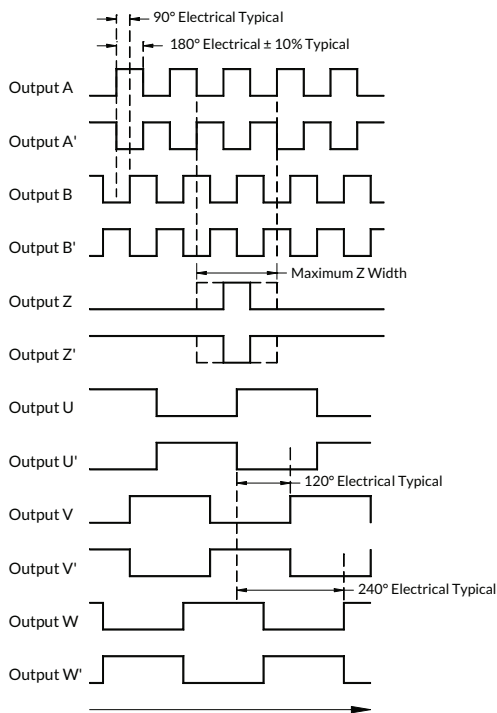 90° Electrical Typical
180° Electrical ± 10% Typical
Output A
Output A'
Output B
Output B'
Maximum Z Width
Output Z
Output Z'
Output U
Output U'
120° Electrical Typical
Output V
Output V'
240° Electrical Typical
Output W
Output W'